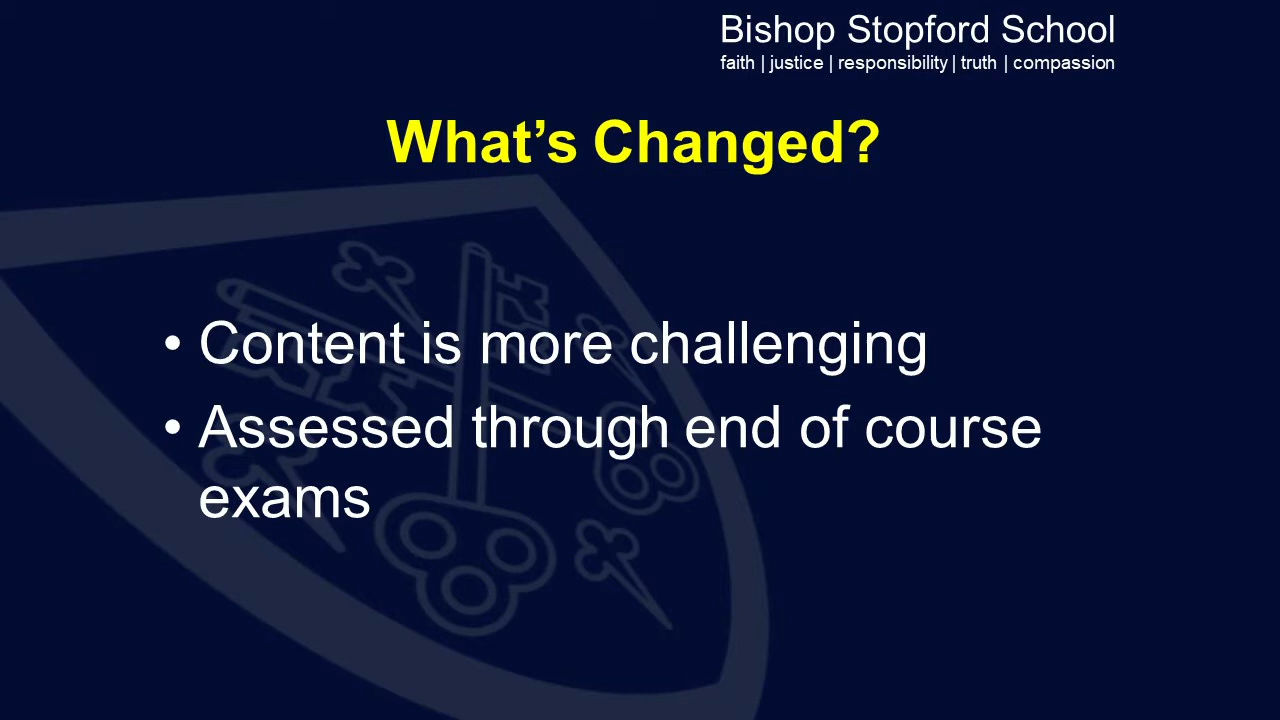 Bishop Stopford School
faith | justice | responsibility | truth | compassion
What’s Changed?
• Content is more challenging
• Assessed through end of course
exams